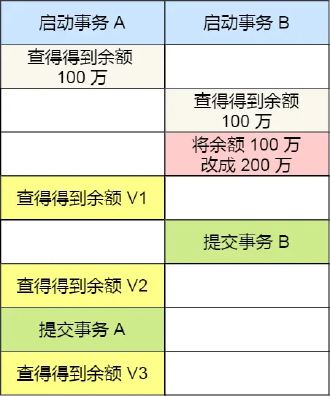 启动事务 A
启动事务 B
查得得到余额
100 万
查得得到余额
100 万
将余额 100 万
改成 200 万
查得得到余额 V1
提交事务 B
查得得到余额 V2
提交事务 A
查得得到余额 V3